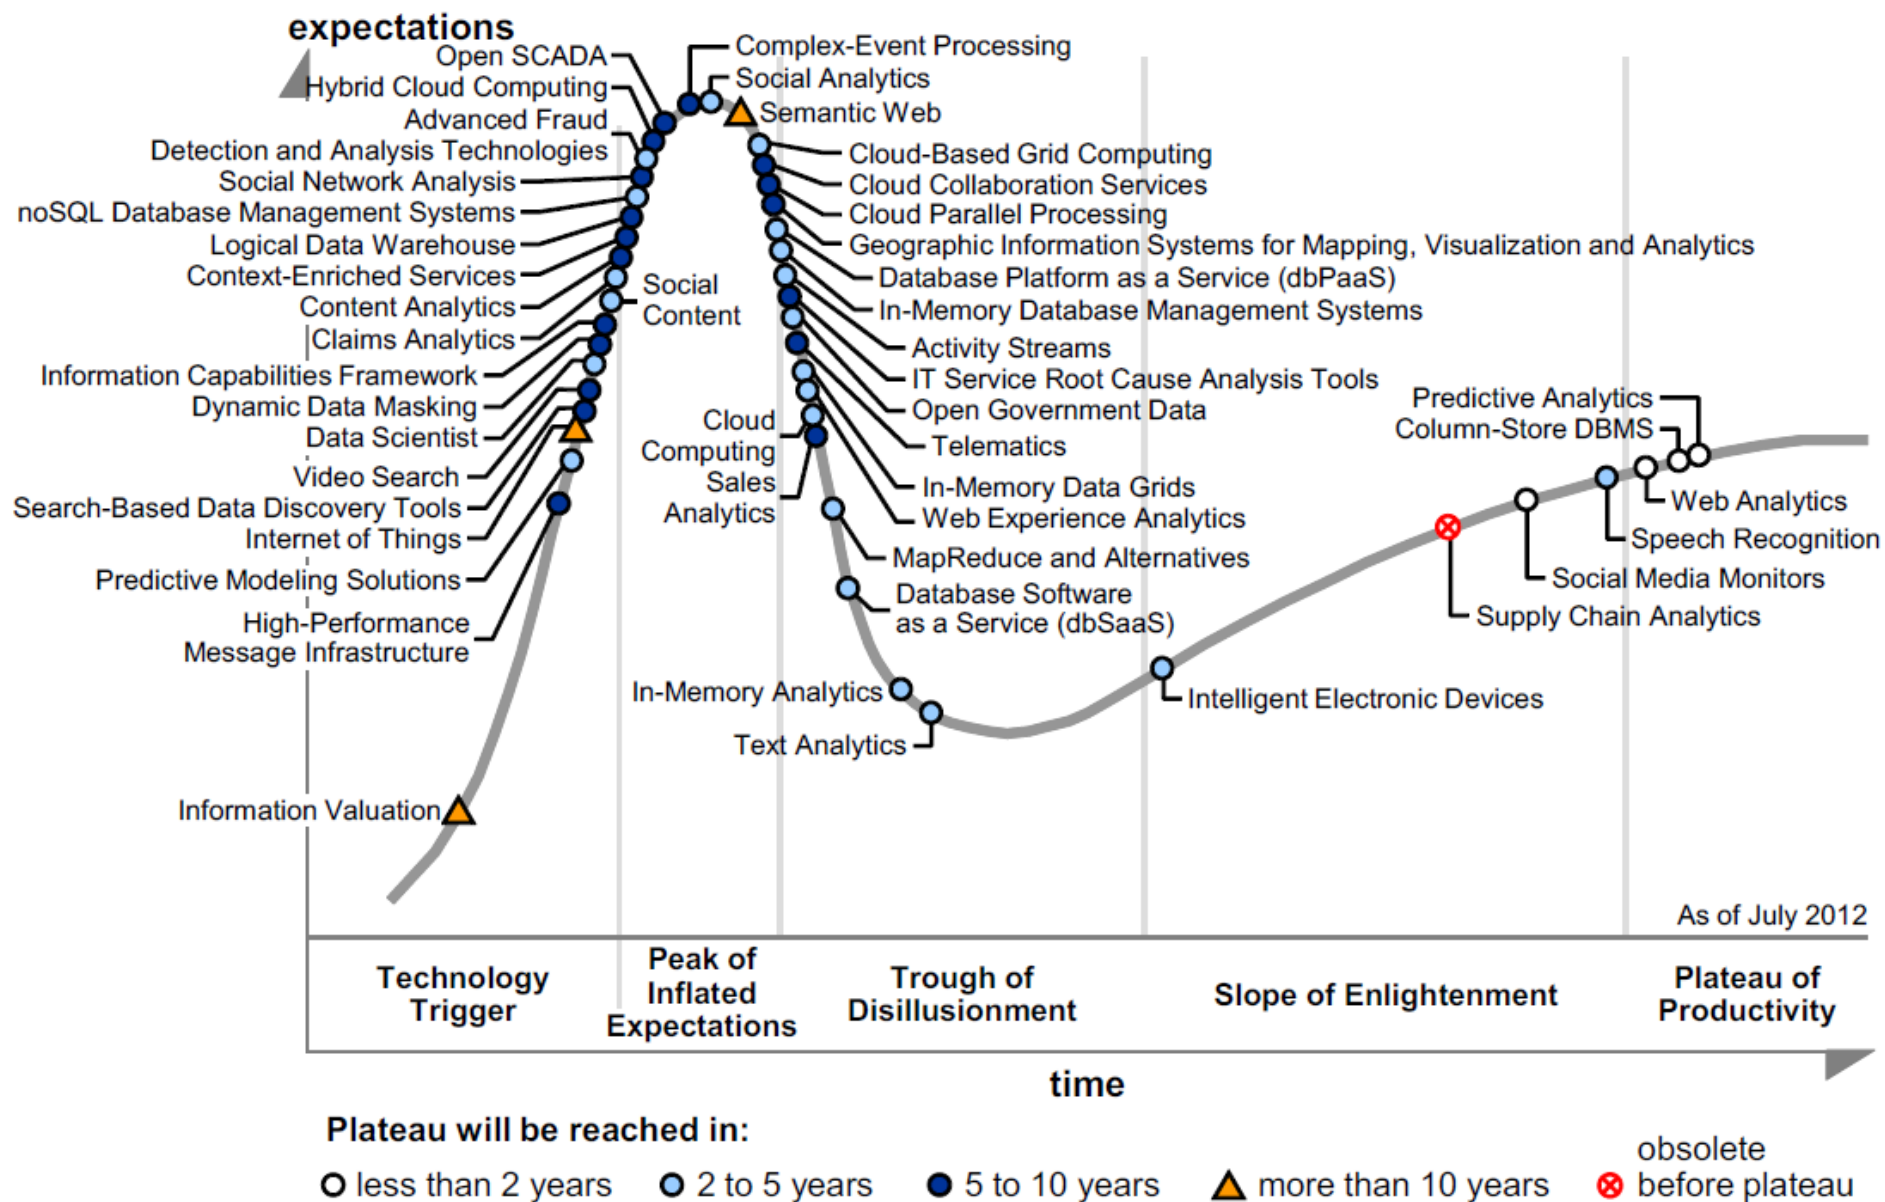 expectations
Open SCADA
Hybrid Cloud Computing
Advanced Fraud
Detection and Analysis Technologies
Social Network Analysis
noSQL Database Management Systems
Logical Data Warehouse
Context-Enriched Services
Content Analytics
Claims Analytics
Information Capabilities Framework
Dynamic Data Masking
Data Scientist
Video Search
Search-Based Data Discovery Tools
Internet of Things
Predictive Modeling Solutions
High-Performance
Message Infrastructure
Information Valuation
Complex-Event Processing
Social Analytics
Semantic Web
Social
Content
Cloud-Based Grid Computing
Cloud Collaboration Services
Cloud Parallel Processing
Geographic Information Systems for Mapping, Visualization and Analytics
Database Platform as a Service (dbPaaS)
In-Memory Database Management Systems
Activity Streams
IT Service Root Cause Analysis Tools
Open Government Data
Telematics
Cloud
Computing
Sales
Analytics
In-Memory Data Grids
Web Experience Analytics
MapReduce and Alternatives
Database Software
as a Service (dbSaaS)
In-Memory Analytics
Text Analytics
Predictive Analytics
Column-Store DBMS
Web Analytics
Speech Recognition
Social Media Monitors
Supply Chain Analytics
Intelligent Electronic Devices
As of July 2012
Technology
Trigger
Peak of
Inflated
Expectations
Trough of
Disillusionment
Slope of Enlightenment
Plateau of
Productivity
time
Plateau will be reached in:
less than 2 years
2 to 5 years
5 to 10 years
more than 10 years
obsolete
before plateau